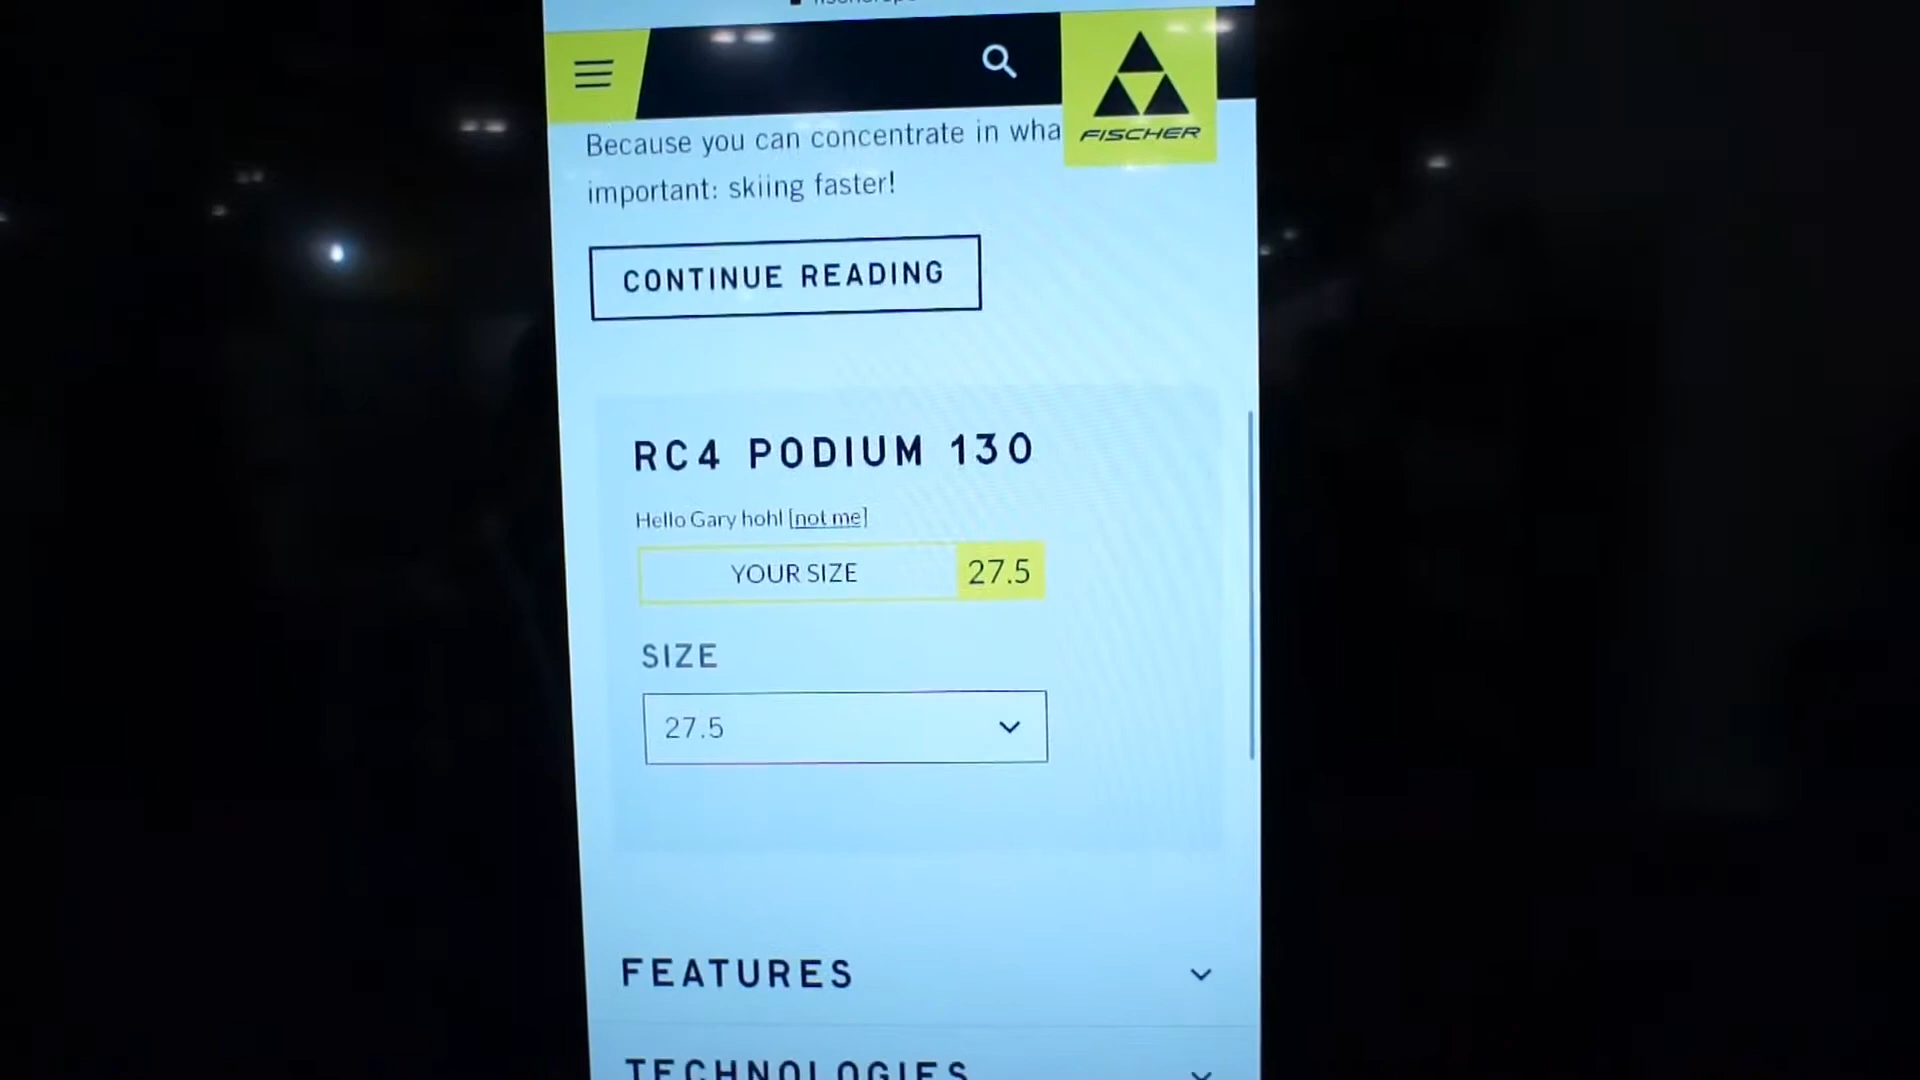 FISCHER
Because you can concentrate in wha
important: skiing faster!
CONTINUE READING
RC4 PODIUM 130
Hello Gary hohl [not me]
YOUR SIZE 27.5
SIZE
27.5
FEATURES
TECHNOLOGIES